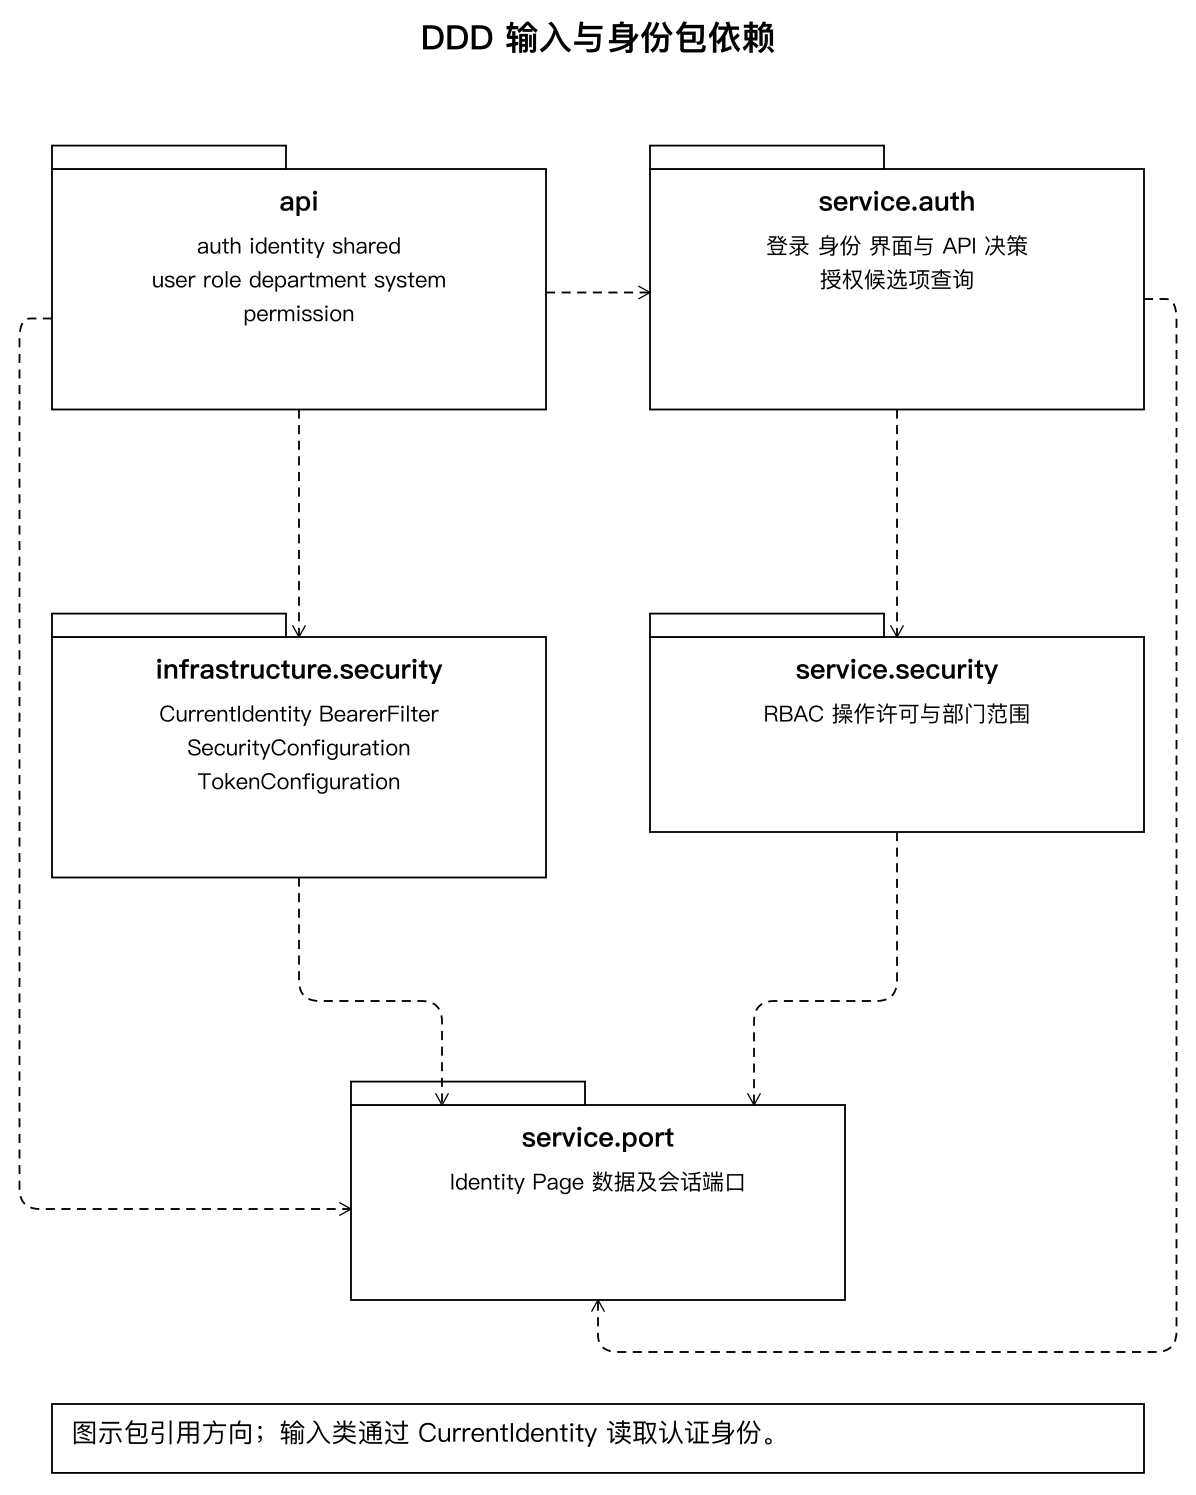 DDD 输入与身份包依赖
api
auth identity shared
user role department system
permission
service.auth
登录 身份 界面与 API 决策
授权候选项查询
infrastructure.security
CurrentIdentity BearerFilter
SecurityConfiguration
TokenConfiguration
service.security
RBAC 操作许可与部门范围
service.port
Identity Page 数据及会话端口
图示包引用方向；输入类通过 CurrentIdentity 读取认证身份。